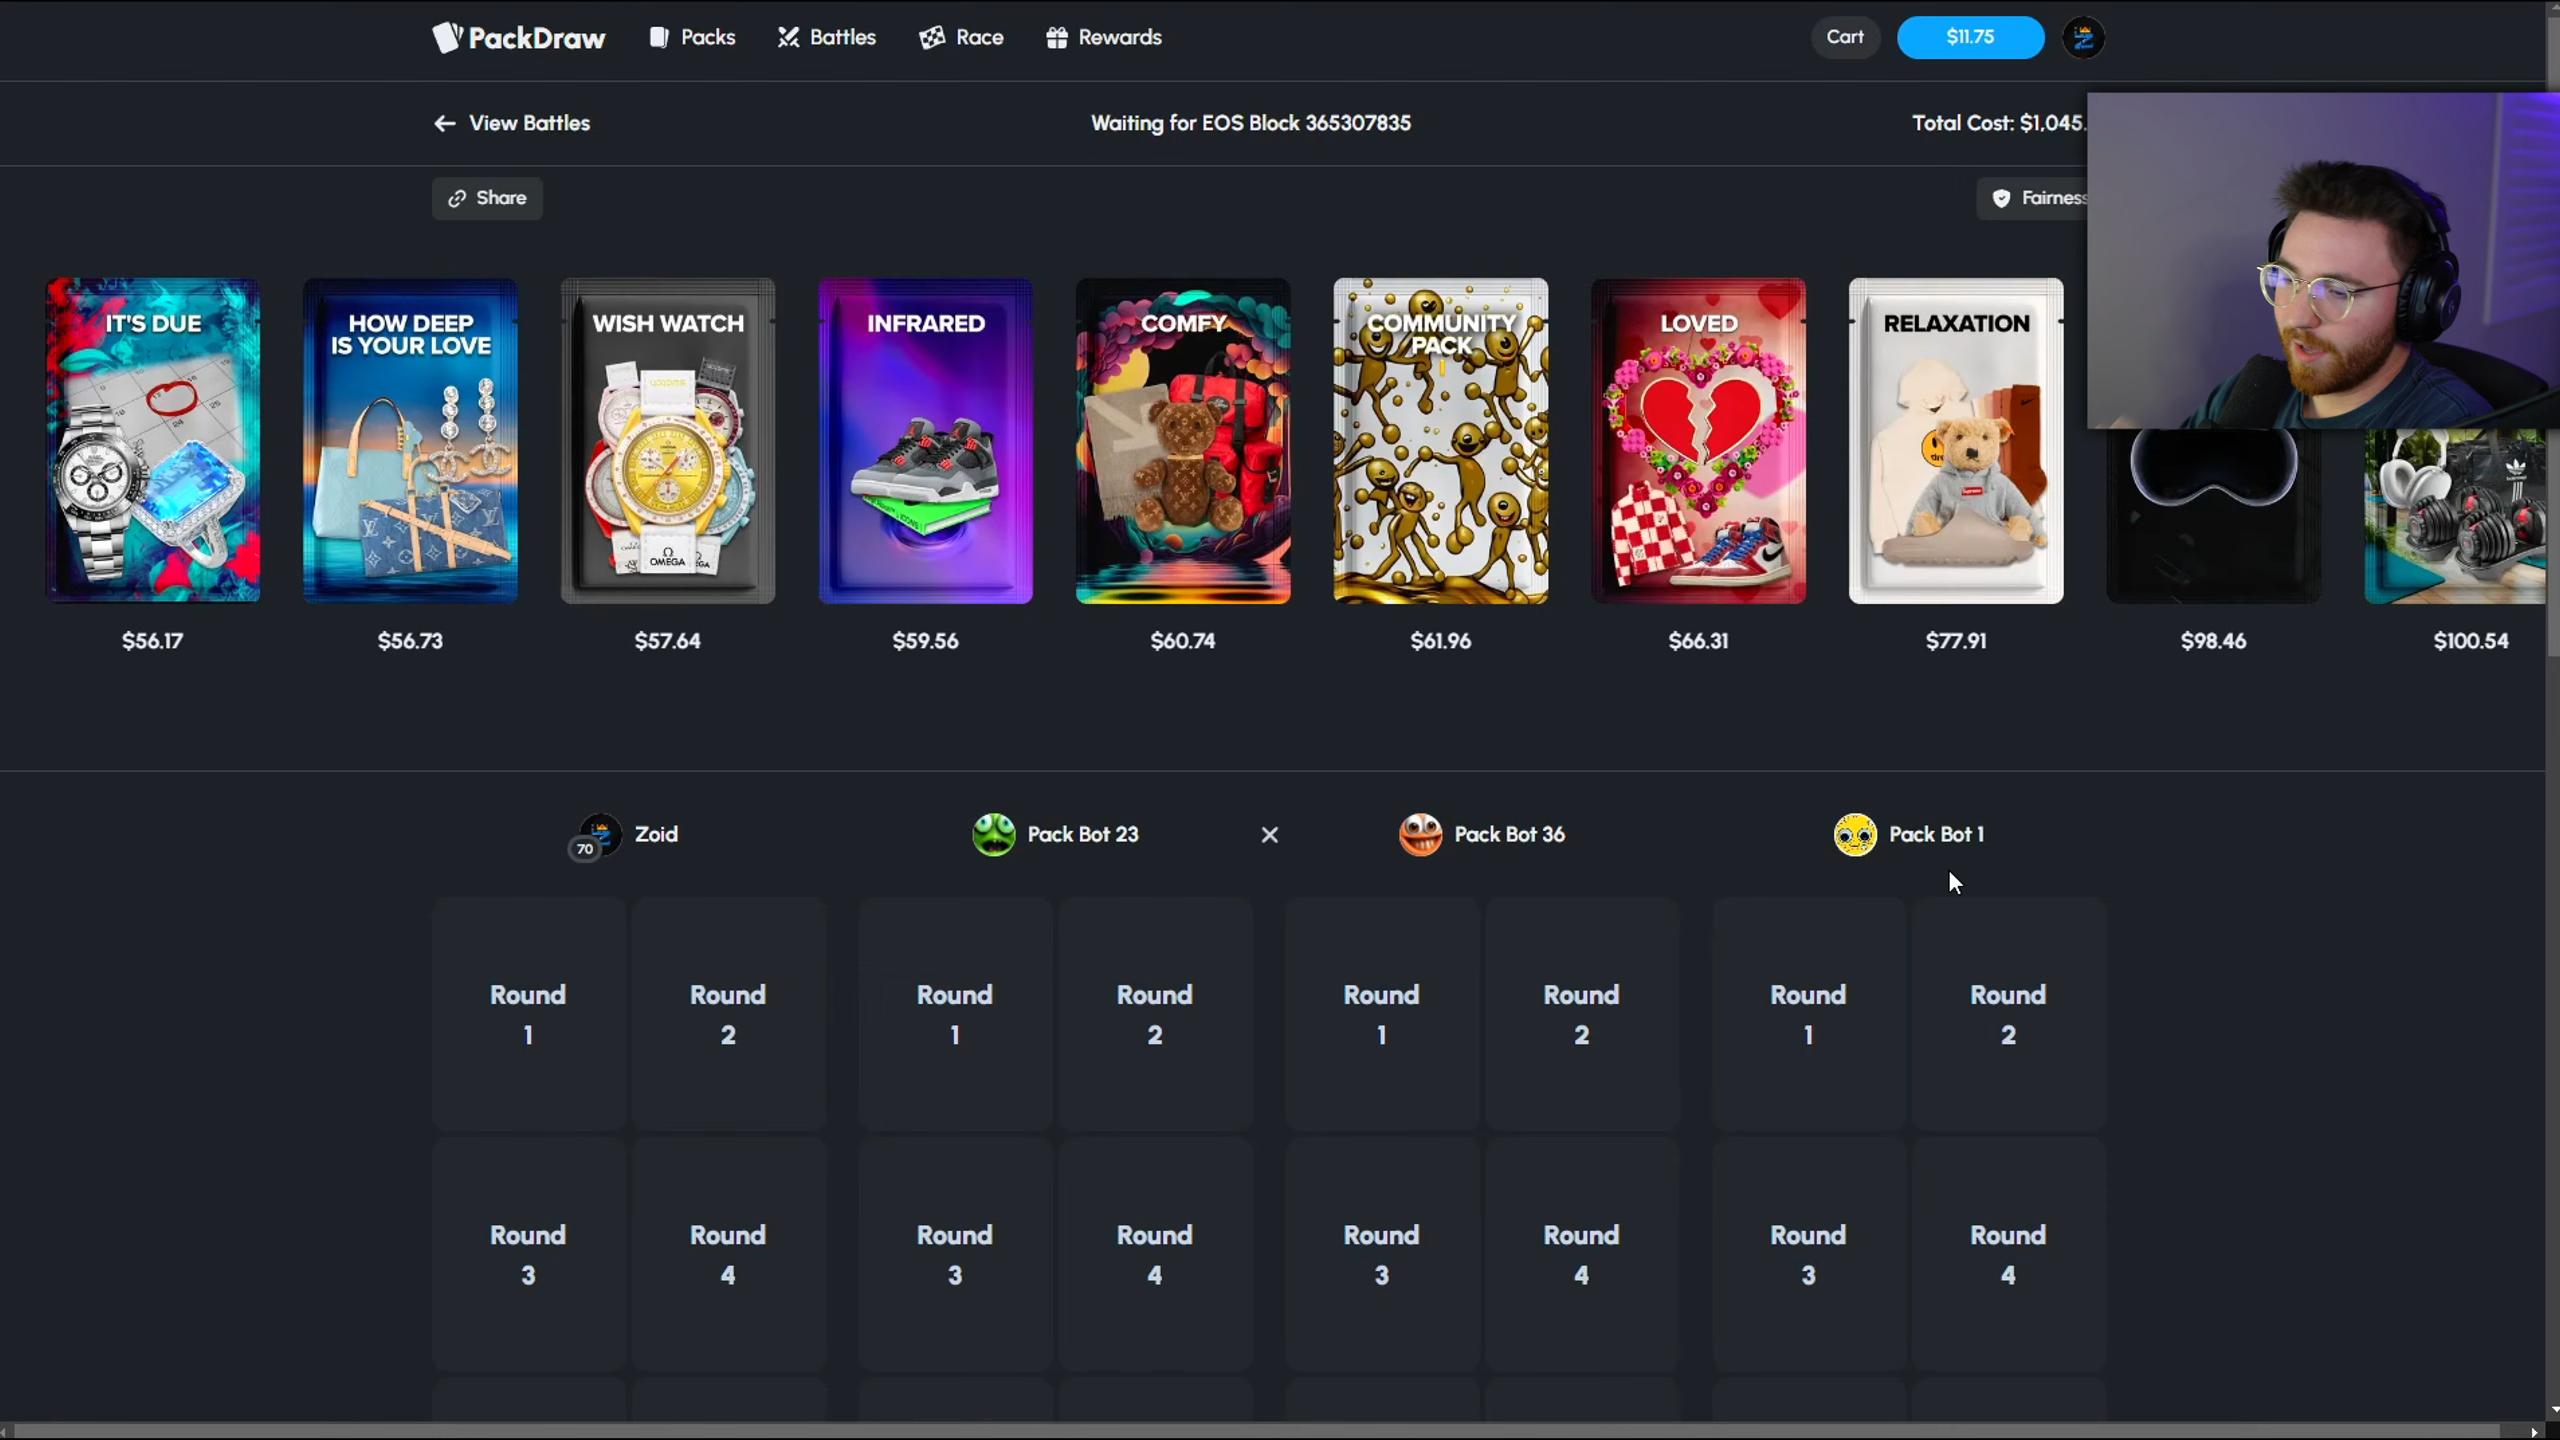 PackDraw
Packs
Battles
Race
Rewards
Cart
$11.75
View Battles
Waiting for EOS Block 365307835
Total Cost: $1,045.
Share
Fairness
IT'S DUE
HOW DEEP
IS YOUR LOVE
WISH WATCH
INFRARED
COMFY
COMMUNITY
PACK
LOVED
RELAXATION
Ω
OMEGA
$56.17
$56.73
$57.64
$59.56
$60.74
$61.96
$66.31
$77.91
$98.46
$100.54
70
Zoid
Pack Bot 23
Pack Bot 36
Pack Bot 1
Round
1
Round
2
Round
1
Round
2
Round
1
Round
2
Round
1
Round
2
Round
3
Round
4
Round
3
Round
4
Round
3
Round
4
Round
3
Round
4